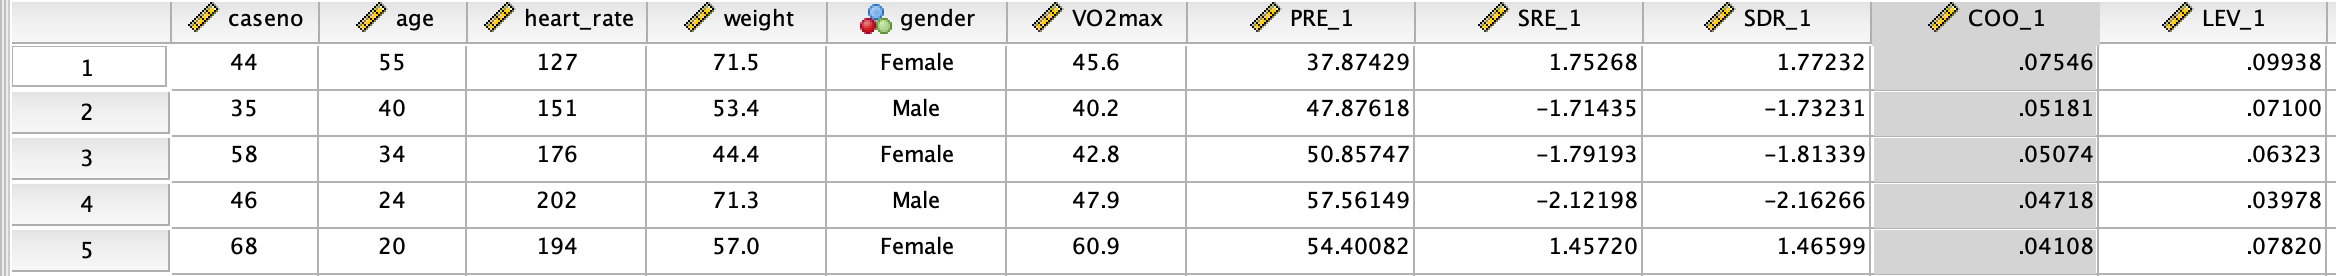 caseno age heart_rate weight gender VO2max PRE_1 SRE_1 SDR_1 COO_1 LEV_1
1 44 55 127 71.5 Female 45.6 37.87429 1.75268 1.77232 .07546 .09938
2 35 40 151 53.4 Male 40.2 47.87618 -1.71435 -1.73231 .05181 .07100
3 58 34 176 44.4 Female 42.8 50.85747 -1.79193 -1.81339 .05074 .06323
4 46 24 202 71.3 Male 47.9 57.56149 -2.12198 -2.16266 .04718 .03978
5 68 20 194 57.0 Female 60.9 54.40082 1.45720 1.46599 .04108 .07820